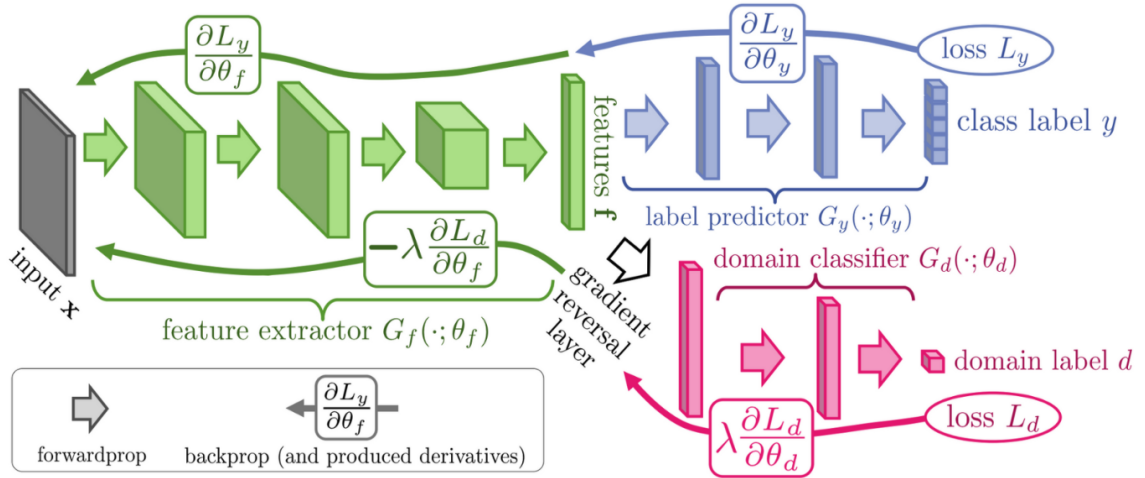 ∂L_y/∂θ_f
∂L_y/∂θ_y
loss L_y
features f
class label y
label predictor G_y(·; θ_y)
input x
−λ ∂L_d/∂θ_f
feature extractor G_f(·; θ_f)
gradient
reversal
layer
domain classifier G_d(·; θ_d)
domain label d
λ ∂L_d/∂θ_d
loss L_d
forwardprop
∂L_y/∂θ_f
backprop (and produced derivatives)